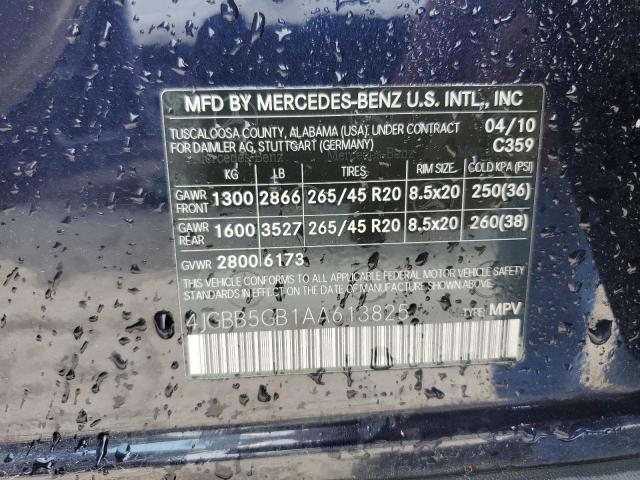 MFD BY MERCEDES-BENZ U.S. INTL., INC
TUSCALOOSA COUNTY, ALABAMA (USA), UNDER CONTRACT 04/10
FOR DAIMLER AG, STUTTGART (GERMANY) C359
KG LB TIRES RIM SIZE COLD KPA (PSI)
GAWR FRONT 1300 2866 265/45 R20 8.5x20 250(36)
GAWR REAR 1600 3527 265/45 R20 8.5x20 260(38)
GVWR 2800 6173
THIS VEHICLE CONFORMS TO ALL APPLICABLE FEDERAL MOTOR VEHICLE SAFETY
STANDARDS IN EFFECT ON THE DATE OF MANUFACTURE SHOWN ABOVE.
4JGBB5GB1AA613825 TYPE: MPV